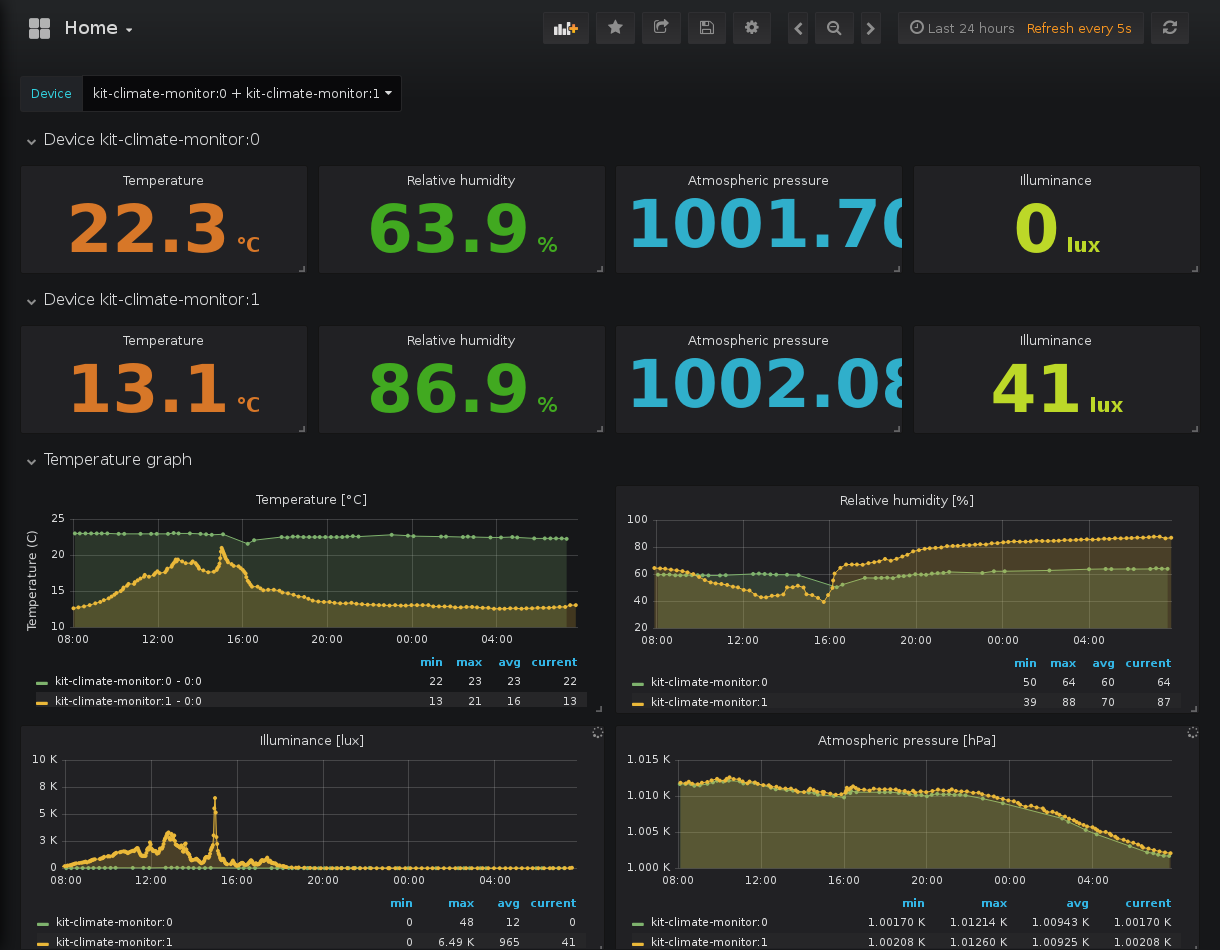 Home
Last 24 hours Refresh every 5s
Device kit-climate-monitor:0 + kit-climate-monitor:1
Device kit-climate-monitor:0
Temperature Relative humidity Atmospheric pressure Illuminance
22.3 °C 63.9 % 1001.70 0 lux
Device kit-climate-monitor:1
Temperature Relative humidity Atmospheric pressure Illuminance
13.1 °C 86.9 % 1002.08 41 lux
Temperature graph
Temperature [°C]
Temperature (C)
25
20
15
10
08:00 12:00 16:00 20:00 00:00 04:00
min max avg current
kit-climate-monitor:0 - 0:0 22 23 23 22
kit-climate-monitor:1 - 0:0 13 21 16 13
Relative humidity [%]
100
80
60
40
20
08:00 12:00 16:00 20:00 00:00 04:00
min max avg current
kit-climate-monitor:0 50 64 60 64
kit-climate-monitor:1 39 88 70 87
Illuminance [lux]
10 K
8 K
5 K
3 K
0
08:00 12:00 16:00 20:00 00:00 04:00
min max avg current
kit-climate-monitor:0 0 48 12 0
kit-climate-monitor:1 0 6.49 K 965 41
Atmospheric pressure [hPa]
1.015 K
1.010 K
1.005 K
1.000 K
08:00 12:00 16:00 20:00 00:00 04:00
min max avg current
kit-climate-monitor:0 1.00170 K 1.01214 K 1.00943 K 1.00170 K
kit-climate-monitor:1 1.00208 K 1.01260 K 1.00925 K 1.00208 K